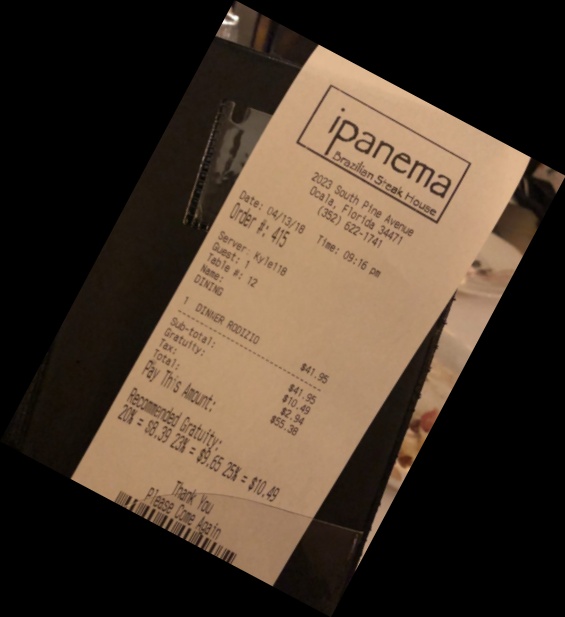 ipanema
Brazilian Steak House
2023 South Pine Avenue
Ocala, Florida 34471
(352) 622-1741
Date: 04/13/18 Time: 09:16 pm
Order #: 415
Server: Kyle118
Guest: 1
Table #: 12
Name:
DINING
1 DINNER RODIZIO $41.95
Sub-total: $41.95
Gratuity: $10.49
Tax: $2.94
Total: $55.38
Pay This Amount:
Recommended Gratuity:
20% = $8.39 23% = $9.65 25% = $10.49
Thank You
Please Come Again